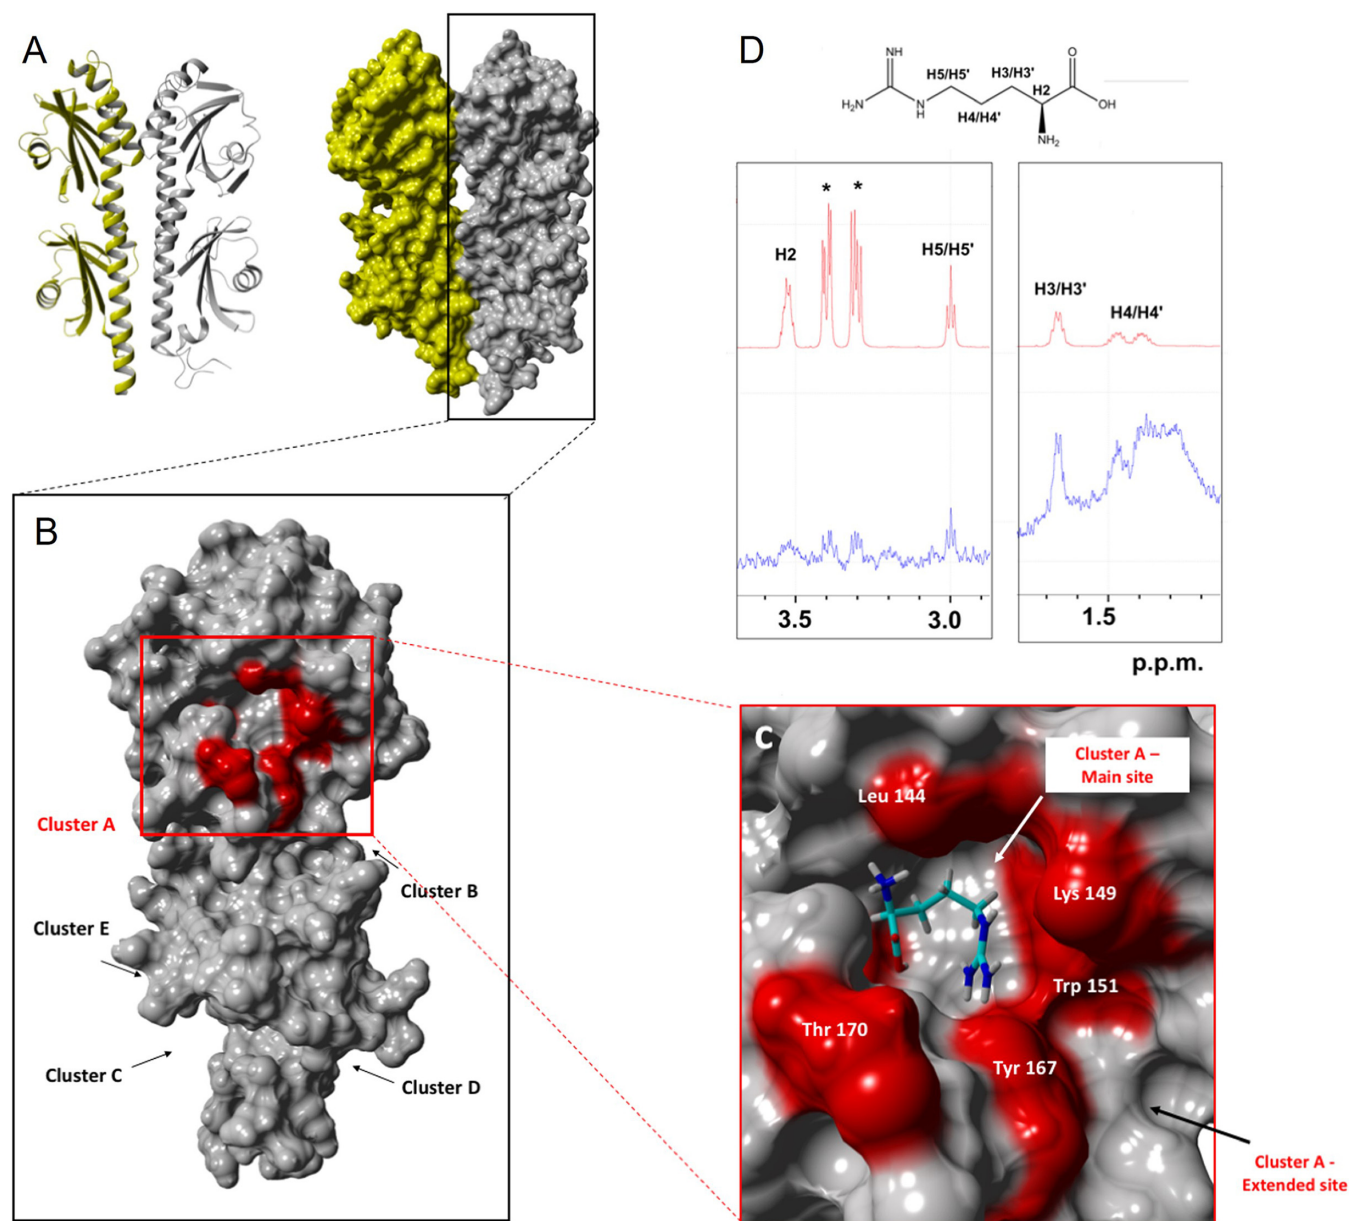 A
D
NH
H₂N
N
H
H5/H5'
H4/H4'
H3/H3'
H2
O
OH
NH₂
H2
*
*
H5/H5'
H3/H3'
H4/H4'
3.5
3.0
1.5
p.p.m.
B
Cluster A
Cluster B
Cluster E
Cluster C
Cluster D
C
Cluster A –
Main site
Leu 144
Lys 149
Trp 151
Thr 170
Tyr 167
Cluster A -
Extended site